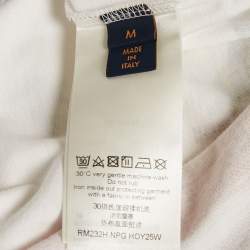 M
MADE IN
ITALY
30
30°C very gentle machine wash
Do not rub
Iron inside out protecting garment
with a fabric in between
RM232H NPG HOY25W